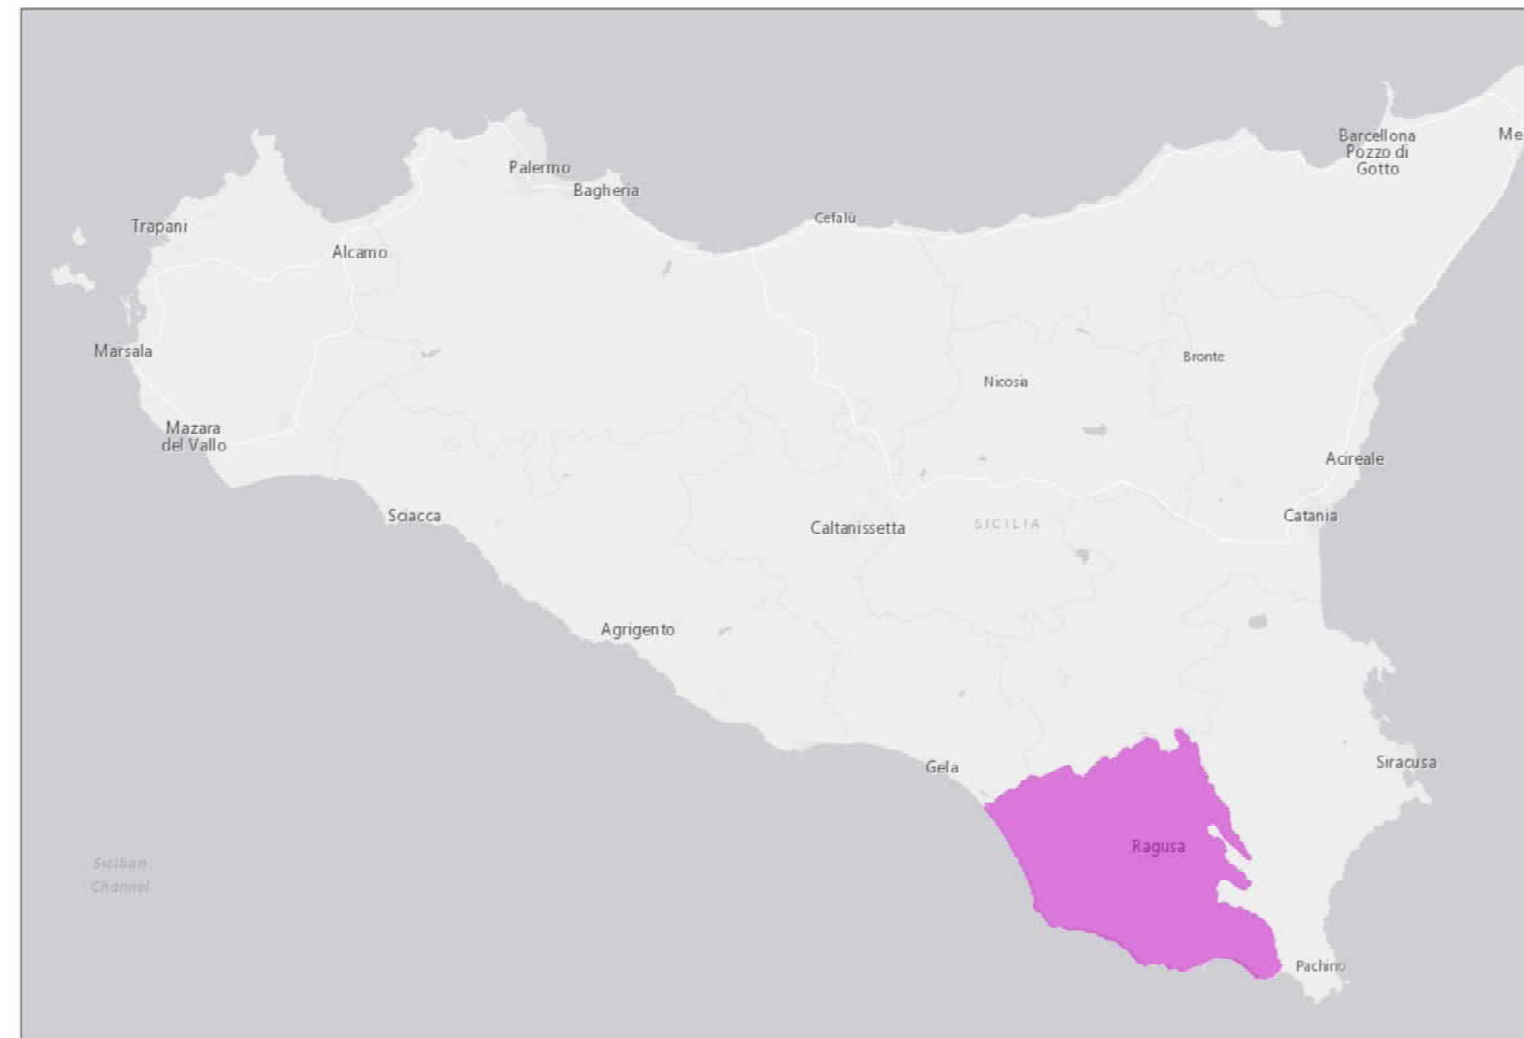 Palermo
Bagheria
Barcellona
Pozzo di
Gotto
Me
Trapani
Cefalù
Alcamo
Marsala
Bronte
Nicosia
Mazara
del Vallo
Acireale
Sciacca
Caltanissetta
SICILIA
Catania
Agrigento
Gela
Siracusa
Ragusa
Sicilian
Channel
Pachino